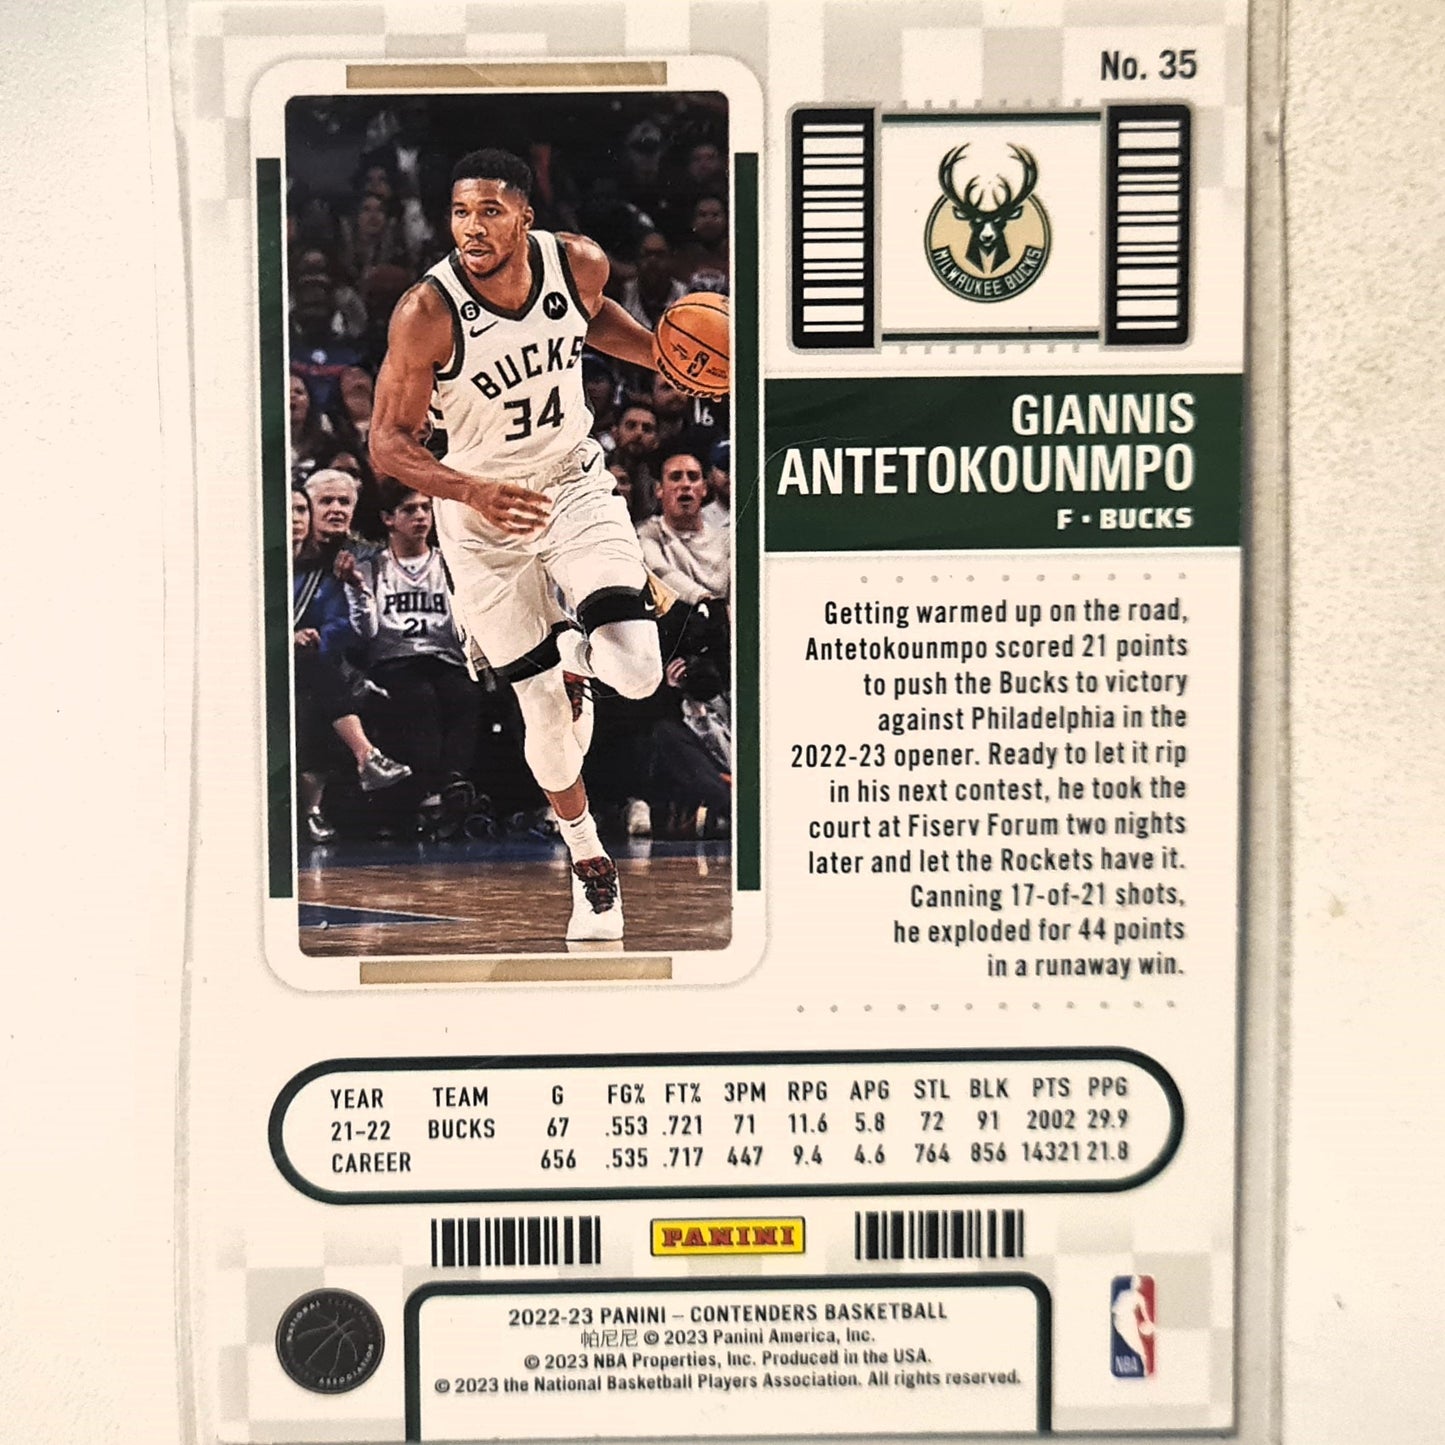 No. 35
MILWAUKEE BUCKS
GIANNIS
ANTETOKOUNMPO
F • BUCKS
6
BUCKS
34
16
PHILA
21
Getting warmed up on the road,
Antetokounmpo scored 21 points
to push the Bucks to victory
against Philadelphia in the
2022-23 opener. Ready to let it rip
in his next contest, he took the
court at Fiserv Forum two nights
later and let the Rockets have it.
Canning 17-of-21 shots,
he exploded for 44 points
in a runaway win.
YEAR TEAM G FG% FT% 3PM RPG APG STL BLK PTS PPG
21–22 BUCKS 67 .553 .721 71 11.6 5.8 72 91 2002 29.9
CAREER 656 .535 .717 447 9.4 4.6 764 856 14321 21.8
PANINI
2022-23 PANINI – CONTENDERS BASKETBALL
帕尼尼 © 2023 Panini America, Inc.
© 2023 NBA Properties, Inc. Produced in the USA.
© 2023 the National Basketball Players Association. All rights reserved.
NATIONAL BASKETBALL
PLAYERS ASSOCIATION
NBA